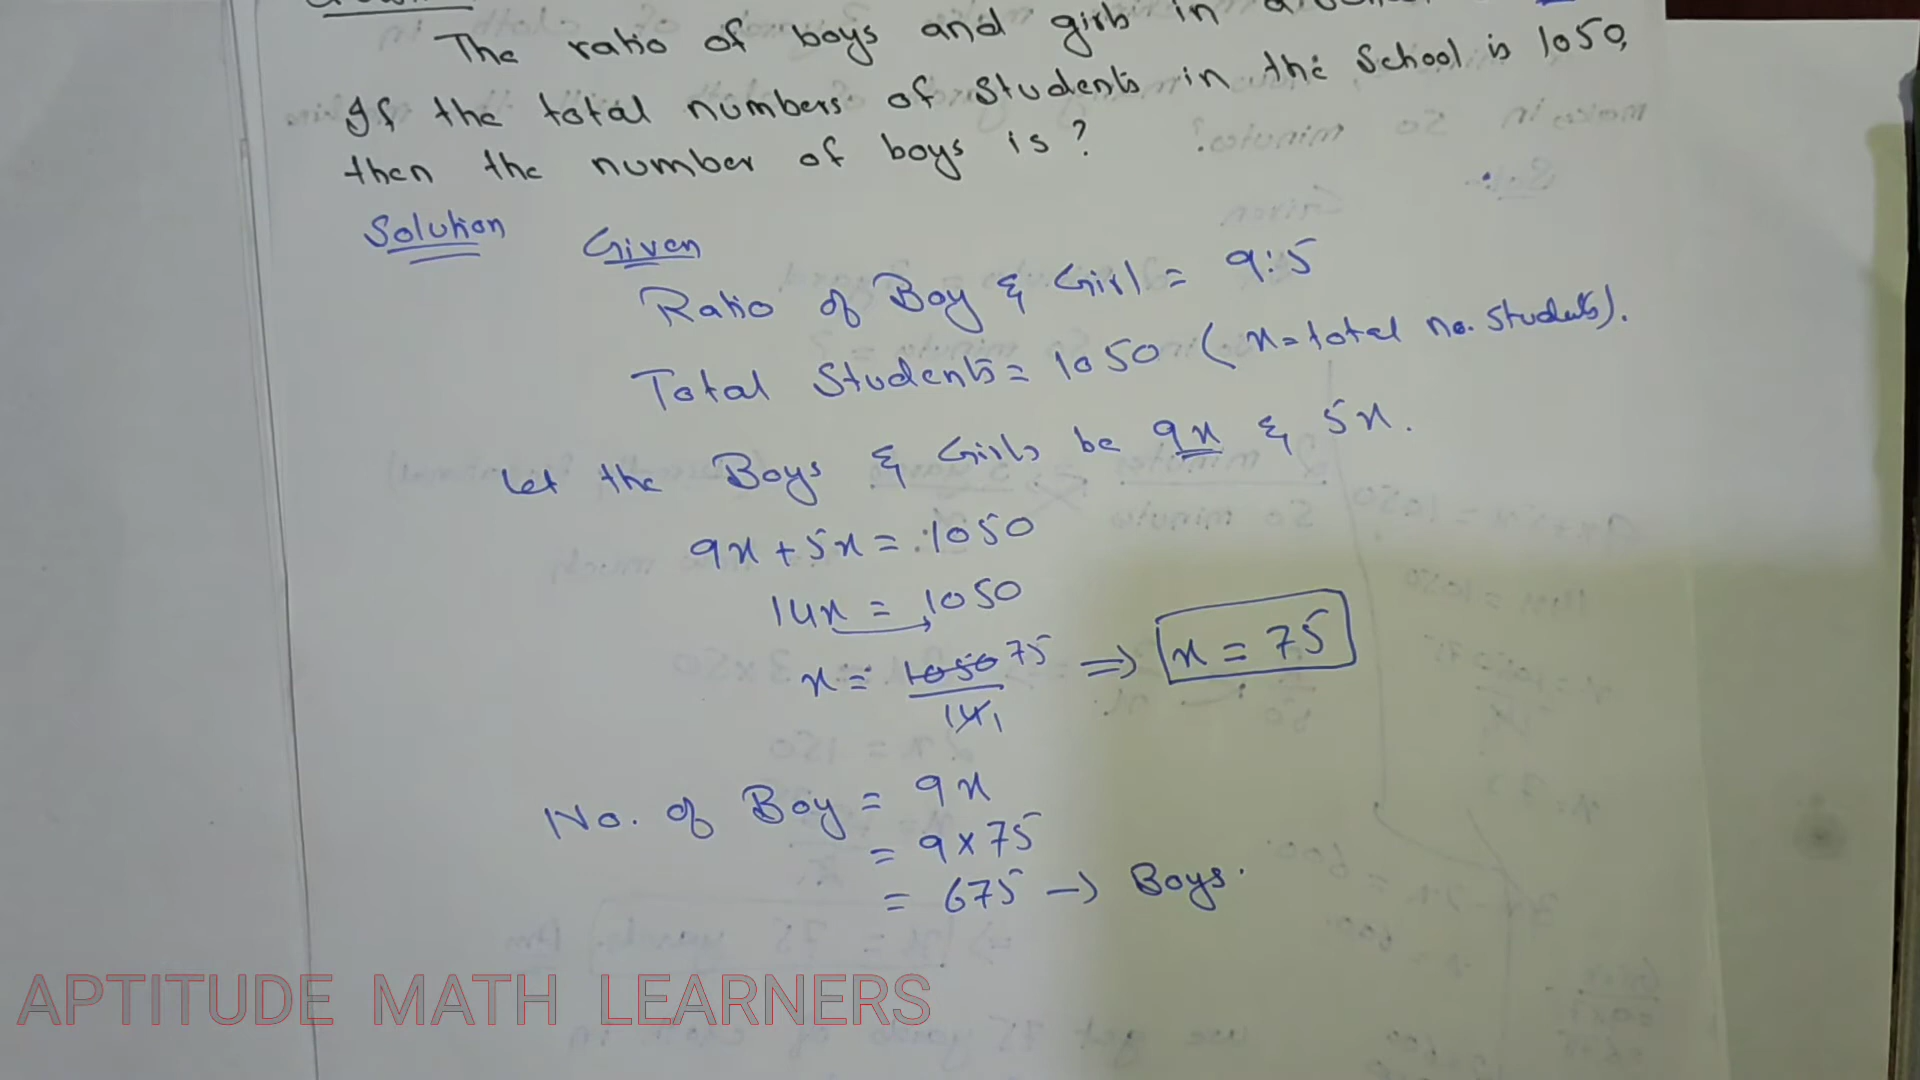 The ratio of boys and girls in a
If the total numbers of Students in the School is 1050,
then the number of boys is?
Solution Given
Ratio of Boy & Girl = 9:5
Total Students = 1050 (x = total no. students).
Let the Boys & Girls be 9x & 5x.
9x + 5x = 1050
14x = 1050
x = 1050 75 ⇒ x = 75
14 1
No. of Boy = 9x
= 9 × 75
= 675 → Boys.
APTITUDE MATH LEARNERS